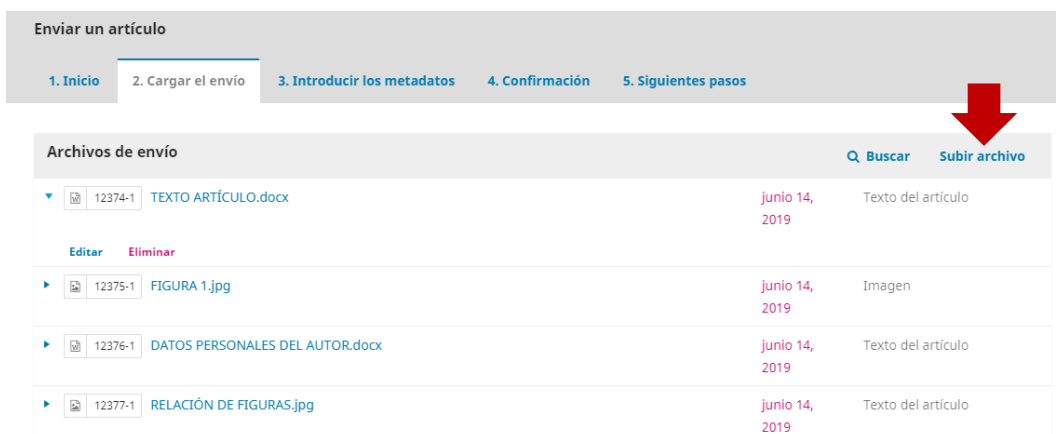 Enviar un artículo
1. Inicio 2. Cargar el envío 3. Introducir los metadatos 4. Confirmación 5. Siguientes pasos
Archivos de envío Buscar Subir archivo
12374-1 TEXTO ARTÍCULO.docx junio 14, Texto del artículo
2019
Editar Eliminar
12375-1 FIGURA 1.jpg junio 14, Imagen
2019
12376-1 DATOS PERSONALES DEL AUTOR.docx junio 14, Texto del artículo
2019
12377-1 RELACIÓN DE FIGURAS.jpg junio 14, Texto del artículo
2019